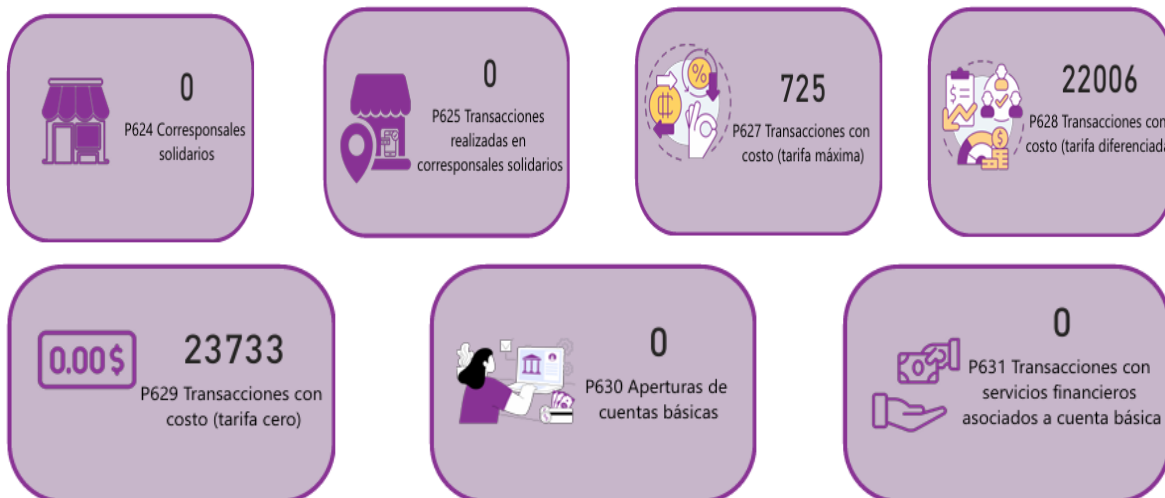 0
P624 Corresponsales
solidarios
0
P625 Transacciones
realizadas en
corresponsales solidarios
725
P627 Transacciones con
costo (tarifa máxima)
22006
P628 Transacciones con
costo (tarifa diferenciada
0.00$
23733
P629 Transacciones con
costo (tarifa cero)
0
P630 Aperturas de
cuentas básicas
0
P631 Transacciones con
servicios financieros
asociados a cuenta básica